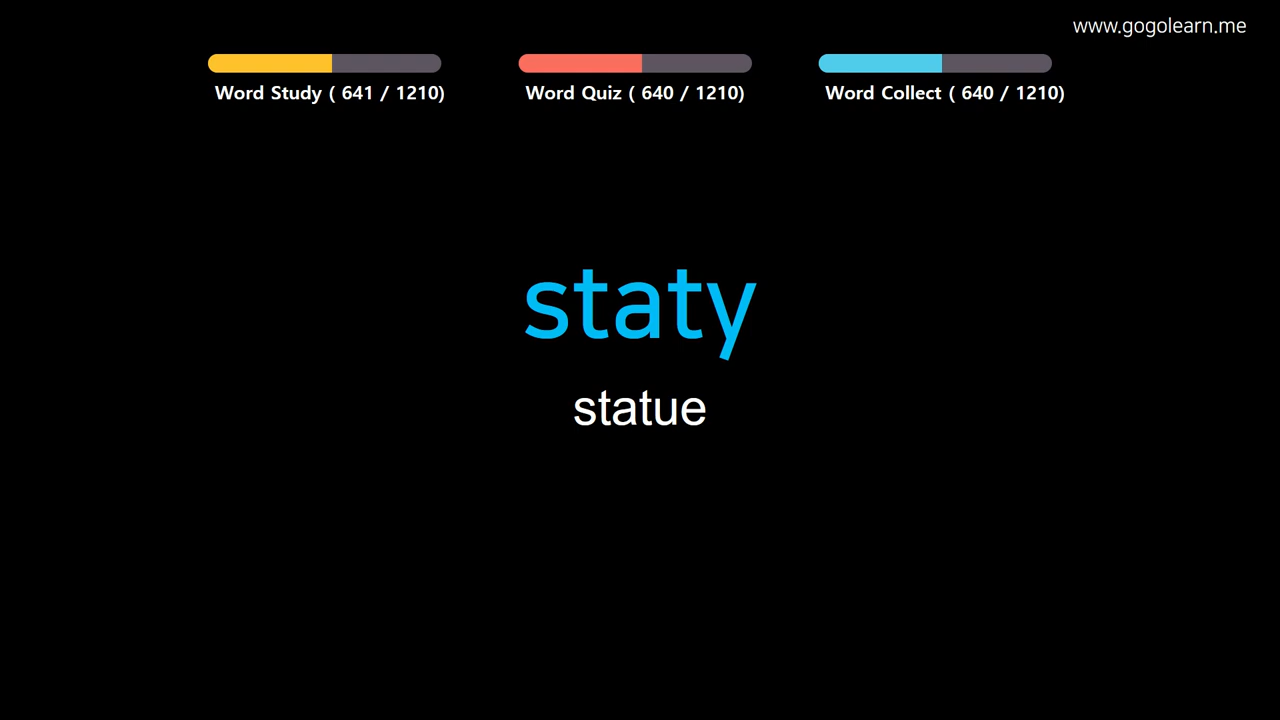 www.gogolearn.me
Word Study ( 641 / 1210)
Word Quiz ( 640 / 1210)
Word Collect ( 640 / 1210)
staty
statue